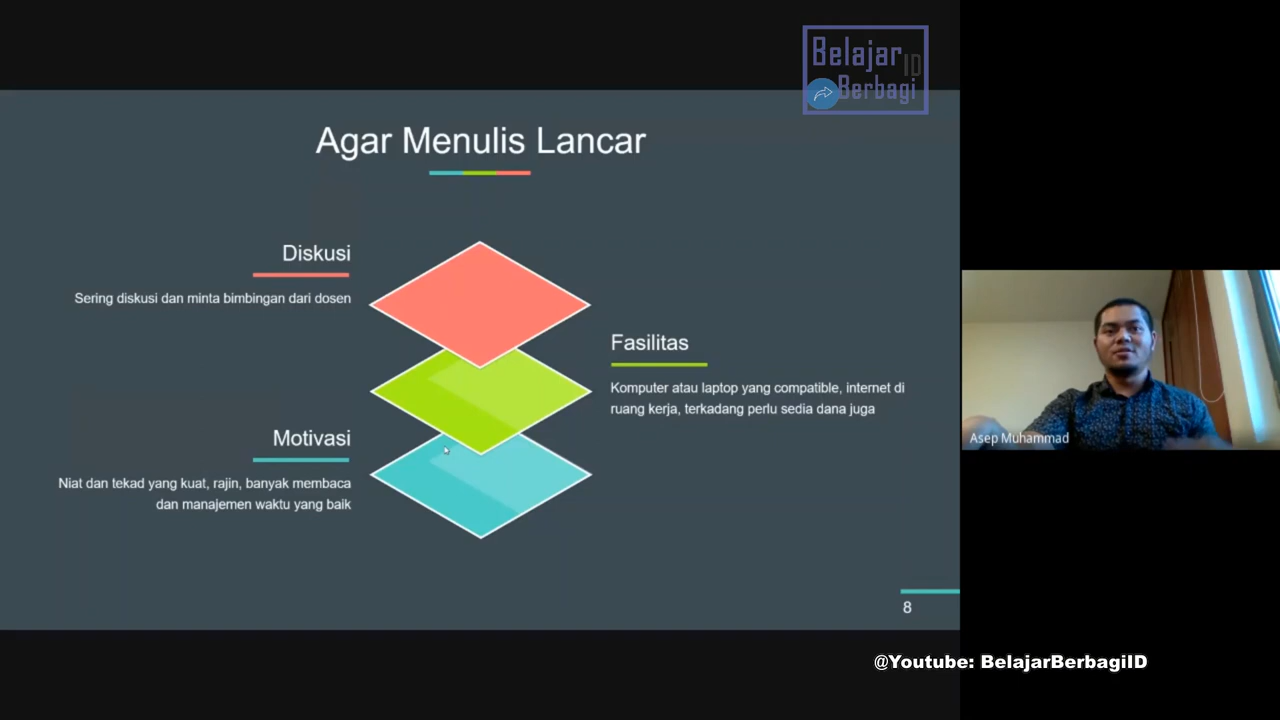 Belajar
ID
Berbagi
Agar Menulis Lancar
Diskusi
Sering diskusi dan minta bimbingan dari dosen
Fasilitas
Komputer atau laptop yang compatible, internet di
ruang kerja, terkadang perlu sedia dana juga
Motivasi
Niat dan tekad yang kuat, rajin, banyak membaca
dan manajemen waktu yang baik
8
Asep Muhammad
@Youtube: BelajarBerbagiID